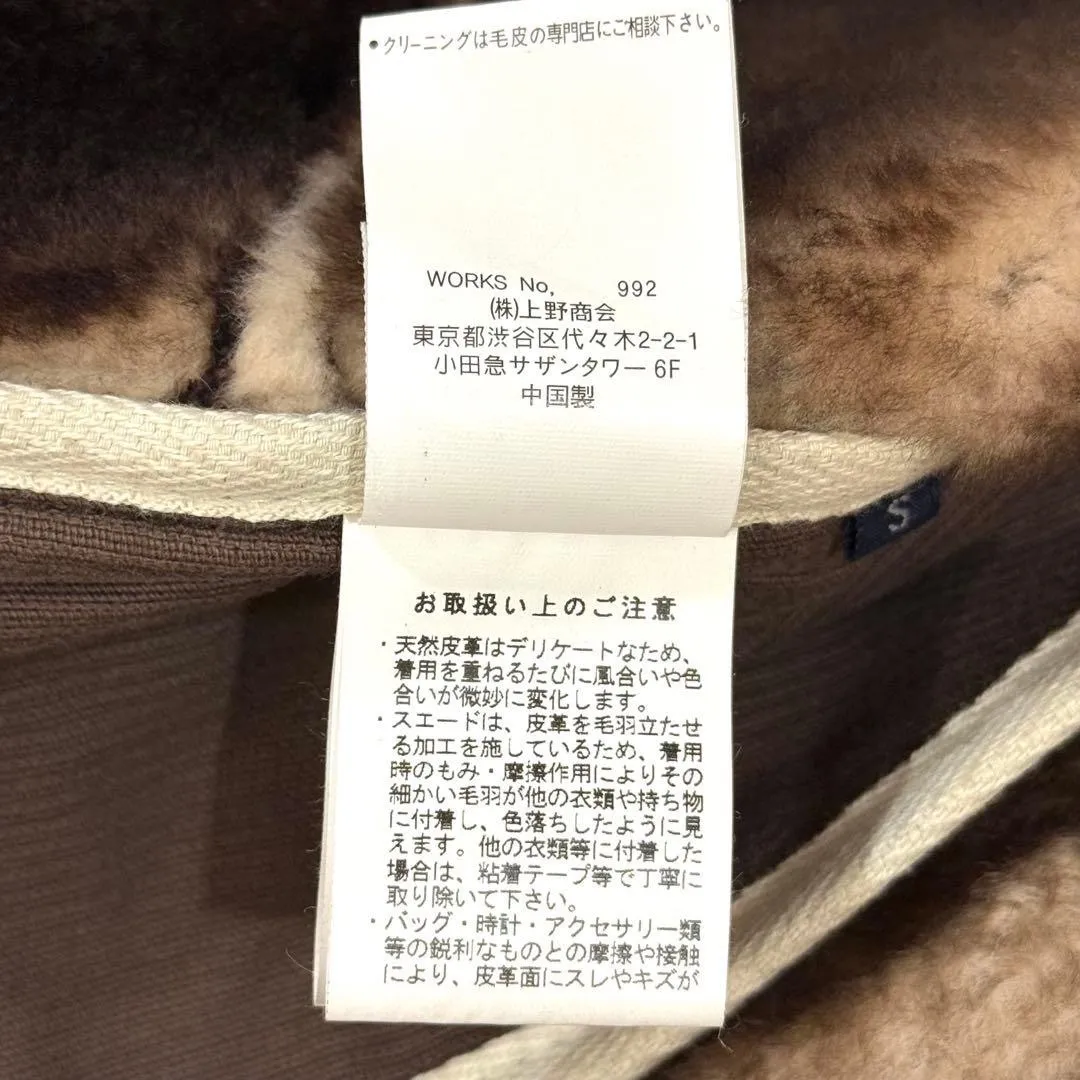 • クリーニングは毛皮の専門店にご相談下さい。
WORKS No, 992
(株)上野商会
東京都渋谷区代々木2-2-1
小田急サザンタワー 6F
中国製
S
お取扱い上のご注意
・天然皮革はデリケートなため、
着用を重ねるたびに風合いや色
合いが微妙に変化します。
・スエードは、皮革を毛羽立たせ
る加工を施しているため、着用
時のもみ・摩擦作用によりその
細かい毛羽が他の衣類や持ち物
に付着し、色落ちしたように見
えます。他の衣類等に付着した
場合は、粘着テープ等で丁寧に
取り除いて下さい。
・バッグ・時計・アクセサリー類
等の鋭利なものとの摩擦や接触
により、皮革面にスレやキズが